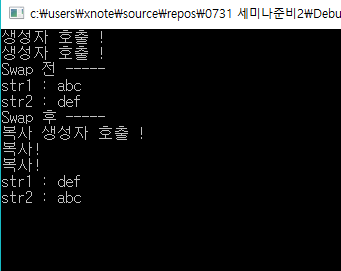 c:₩users₩xnote₩source₩repos₩0731 세미나준비2₩Debu
생성자 호출 !
생성자 호출 !
Swap 전 -----
str1 : abc
str2 : def
Swap 후 -----
복사 생성자 호출 !
복사!
복사!
str1 : def
str2 : abc